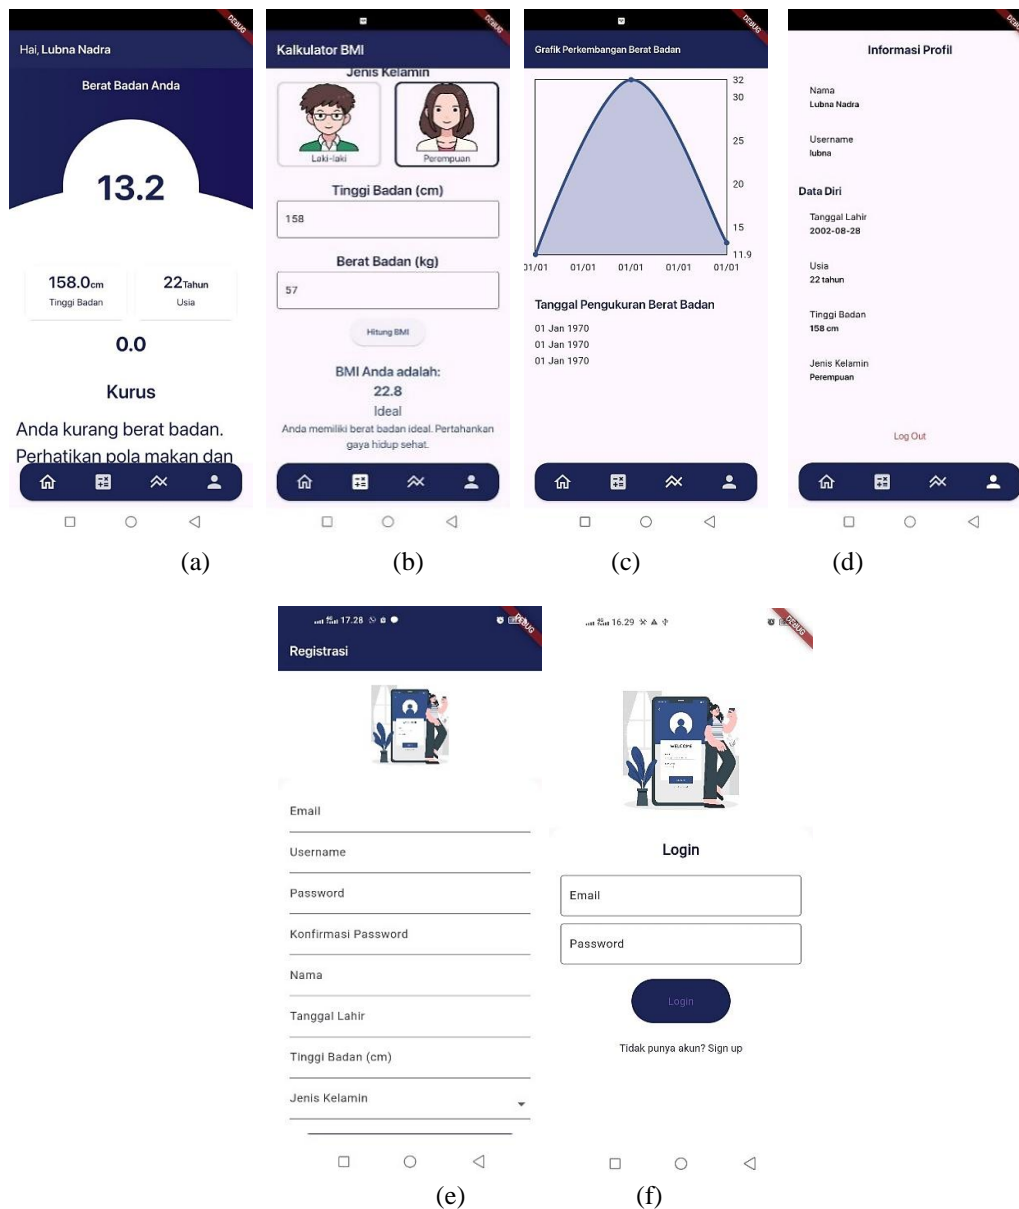 Hai, Lubna Nadra
DEBUG
Berat Badan Anda
13.2
158.0cm
Tinggi Badan
22Tahun
Usia
0.0
Kurus
Anda kurang berat badan.
Perhatikan pola makan dan
(a)
Kalkulator BMI
DEBUG
Jenis Kelamin
Laki-laki
Perempuan
Tinggi Badan (cm)
158
Berat Badan (kg)
57
Hitung BMI
BMI Anda adalah:
22.8
Ideal
Anda memiliki berat badan ideal. Pertahankan
gaya hidup sehat.
(b)
Grafik Perkembangan Berat Badan
DEBUG
32
30
25
20
15
11.9
01/01 01/01 01/01 01/01 01/01
Tanggal Pengukuran Berat Badan
01 Jan 1970
01 Jan 1970
01 Jan 1970
(c)
Informasi Profil
DEBUG
Nama
Lubna Nadra
Username
lubna
Data Diri
Tanggal Lahir
2002-08-28
Usia
22 tahun
Tinggi Badan
158 cm
Jenis Kelamin
Perempuan
Log Out
(d)
17.28
DEBUG
Registrasi
Email
Username
Password
Konfirmasi Password
Nama
Tanggal Lahir
Tinggi Badan (cm)
Jenis Kelamin
(e)
16.29
DEBUG
WELCOME
Login
Email
Password
Login
Tidak punya akun? Sign up
(f)